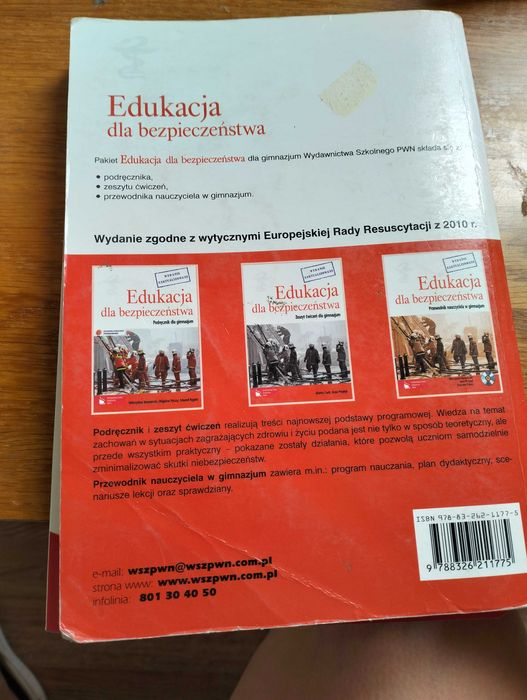 Edukacja
dla bezpieczeństwa
Pakiet Edukacja dla bezpieczeństwa dla gimnazjum Wydawnictwa Szkolnego PWN składa się z:
• podręcznika,
• zeszytu ćwiczeń,
• przewodnika nauczyciela w gimnazjum.
Wydanie zgodne z wytycznymi Europejskiej Rady Resuscytacji z 2010 r.
WYDANIE
ZAKTUALIZOWANE
Edukacja
dla bezpieczeństwa
Podręcznik dla gimnazjum
WYDANIE
ZAKTUALIZOWANE
Edukacja
dla bezpieczeństwa
Zeszyt ćwiczeń dla gimnazjum
WYDANIE
ZAKTUALIZOWANE
Edukacja
dla bezpieczeństwa
Przewodnik nauczyciela w gimnazjum
Podręcznik i zeszyt ćwiczeń realizują treści najnowszej podstawy programowej. Wiedza na temat
zachowań w sytuacjach zagrażających zdrowiu i życiu podana jest nie tylko w sposób teoretyczny, ale
przede wszystkim praktyczny – pokazane zostały działania, które pozwolą uczniom samodzielnie
zminimalizować skutki niebezpieczeństw.
Przewodnik nauczyciela w gimnazjum zawiera m.in.: program nauczania, plan dydaktyczny, sce-
nariusze lekcji oraz sprawdziany.
e-mail: wszpwn@wszpwn.com.pl
strona www: www.wszpwn.com.pl
infolinia: 801 30 40 50
ISBN 978-83-262-1177-5
9 788326 211775